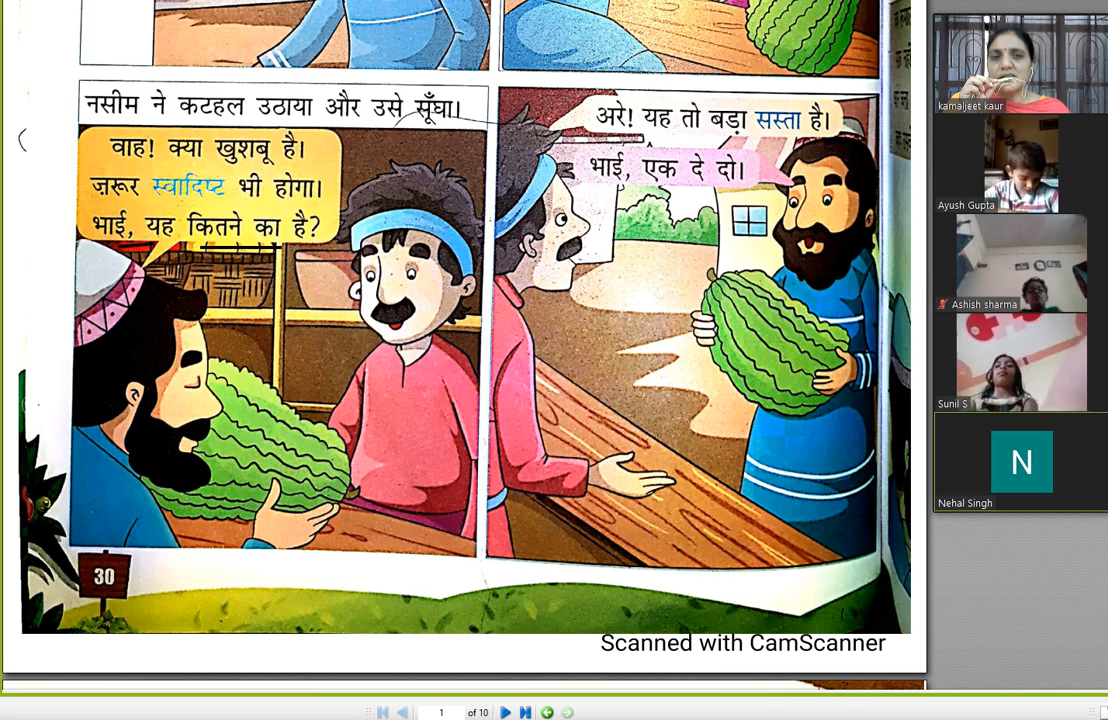 नसीम ने कटहल उठाया और उसे सूँघा।
वाह! क्या खुशबू है।
ज़रूर स्वादिष्ट भी होगा।
भाई, यह कितने का है?
अरे! यह तो बड़ा सस्ता है।
भाई, एक दे दो।
30
Scanned with CamScanner
kamaljeet kaur
Ayush Gupta
Ashish sharma
Sunil S
N
Nehal Singh
1 of 10